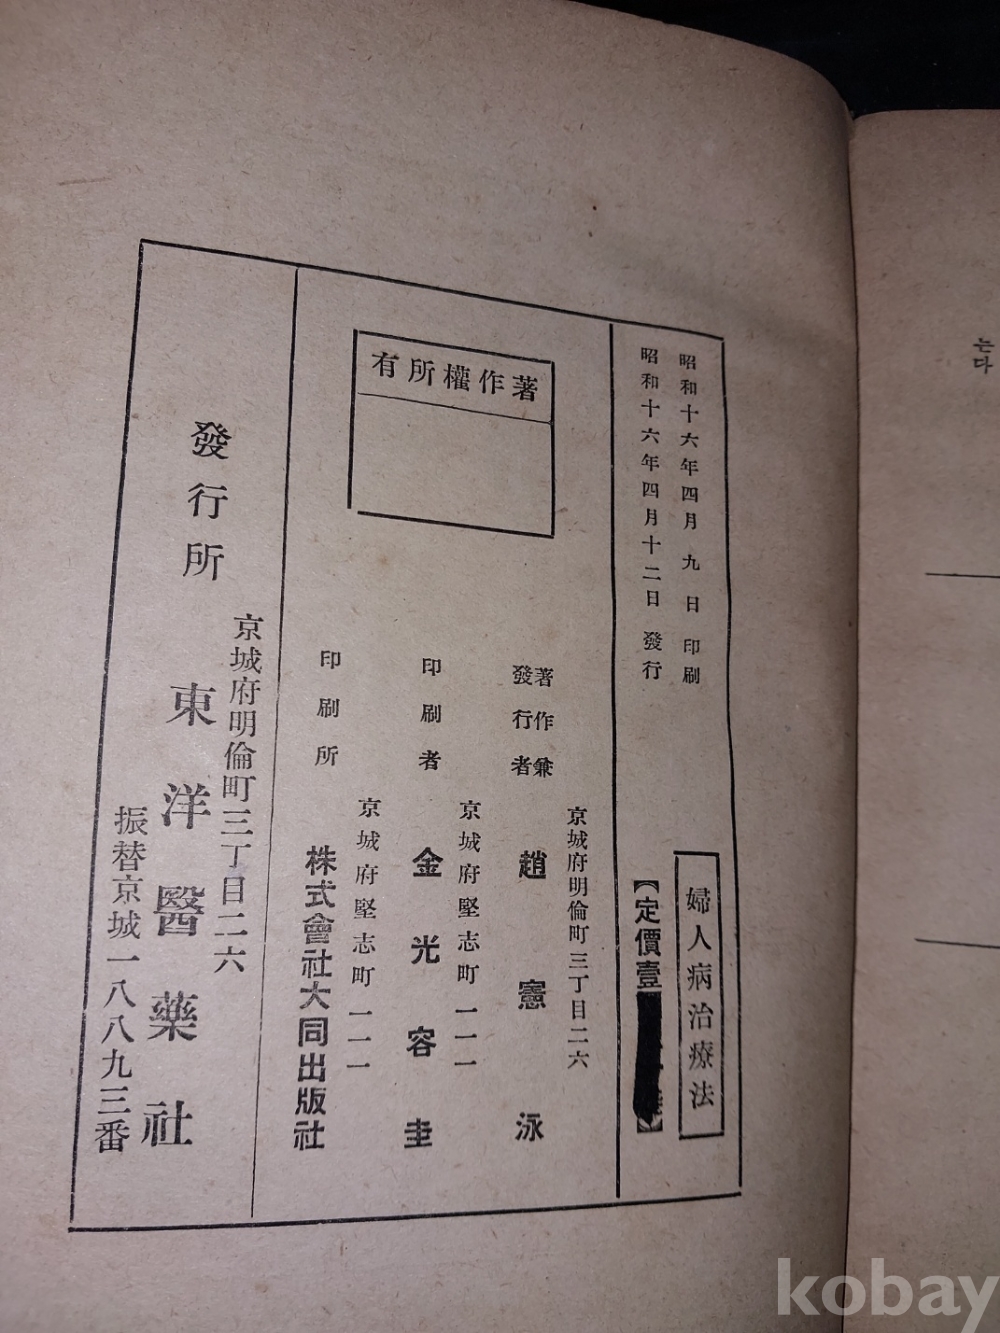 昭和十六年四月九日印刷
昭和十六年四月十二日發行
婦人病治療法
【定價壹
著作權所有
著作兼
發行者
京城府明倫町三丁目二六
趙憲泳
印刷者
京城府堅志町一一一
金光容圭
印刷所
京城府堅志町一一一
株式會社大同出版社
發行所
京城府明倫町三丁目二六
東洋醫藥社
振替京城一八八九三番
는다
kobay